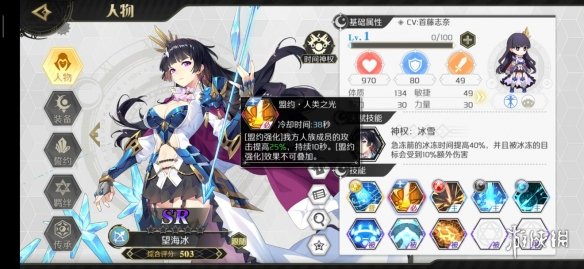 人物
人物
装备
誓约
羁绊
传承
时间神权
盟约·人类之光
冷却时间:38秒
[盟约强化]我方人族成员的攻
击提高25%，持续10秒。[盟约
强化]效果不可叠加。
SR
望海冰
综合评分: 503
基础属性
CV:首藤志奈
Lv.1
0/100
970
80
49
体质 134
敏捷 49
力量 30
技能
神权：冰雪
急冻前的冰冻时间提高40%，并且被冰冻的目
标会受到10%额外伤害
技能
游侠网